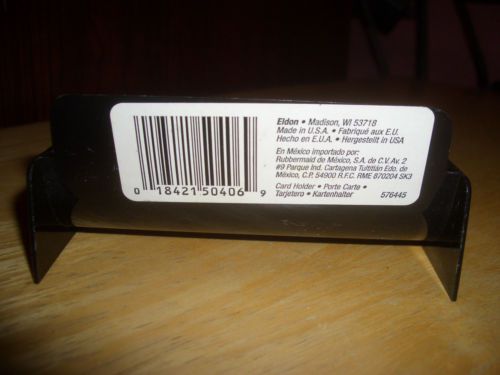 Eldon • Madison, WI 53718
Made in U.S.A. • Fabriqué aux E.U.
Hecho en E.U.A. • Hergestellt in USA
En México importado por:
Rubbermaid de México, S.A. de C.V. Av. 2
#9 Parque Ind. Cartagena Tultitlán Edo. de
México, C.P. 54900 R.F.C. RME 870204 SK3
Card Holder • Porte Carte •
Tarjetero • Kartenhalter 576445
0 18421 50406 9